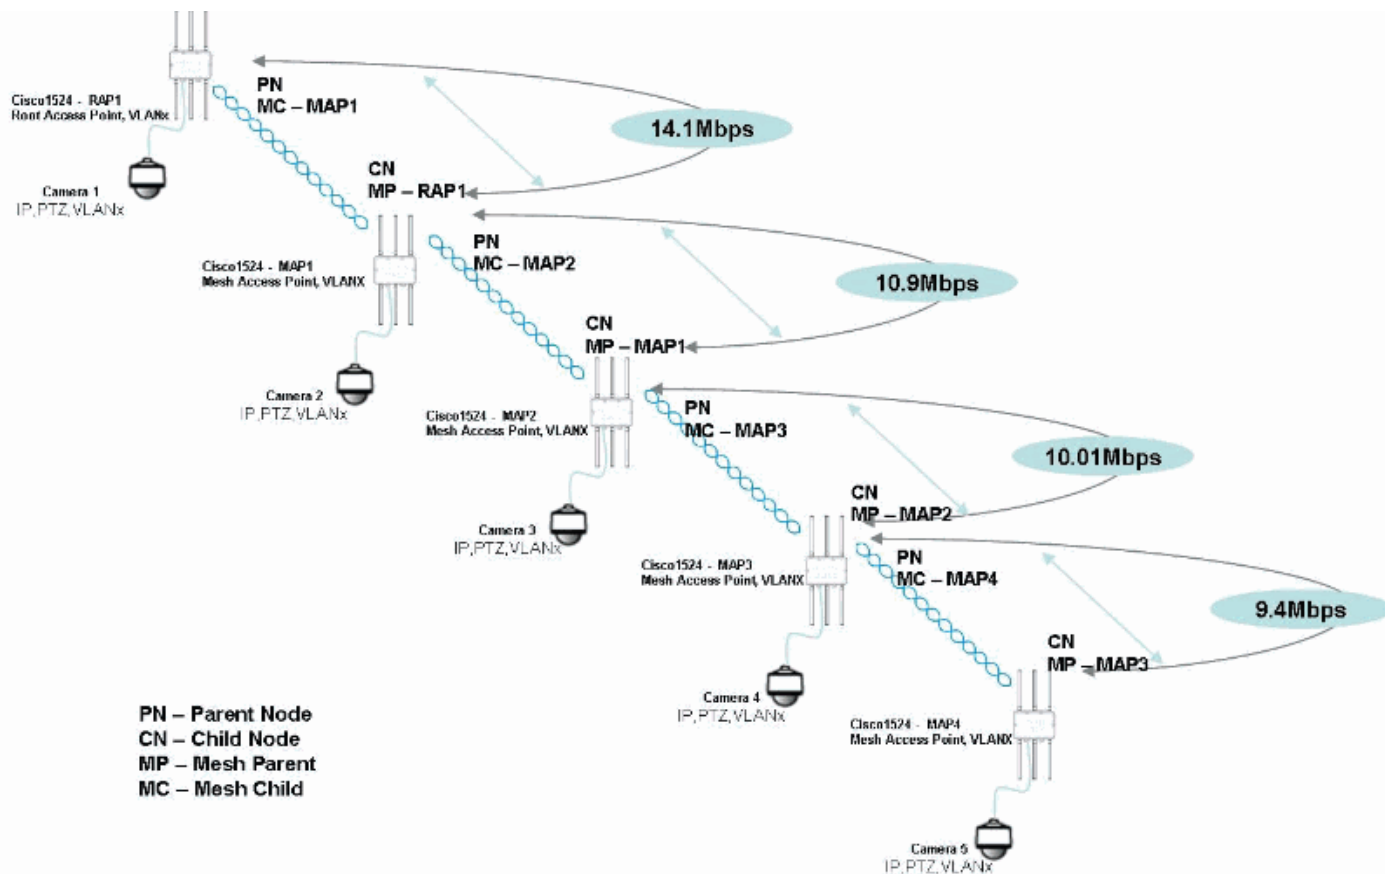 PN
MC – MAP1
Cisco1524 - RAP1
Root Access Point, VLANx
14.1Mbps
Camera 1
IP,PTZ,VLANx
CN
MP – RAP1
PN
MC – MAP2
Cisco1524 - MAP1
Mesh Access Point, VLANX
10.9Mbps
CN
MP – MAP1
Camera 2
IP,PTZ,VLANx
Cisco1524 - MAP2
Mesh Access Point, VLANX
PN
MC – MAP3
10.01Mbps
CN
MP – MAP2
Camera 3
IP,PTZ,VLANx
Cisco1524 - MAP3
Mesh Access Point, VLANX
PN
MC – MAP4
9.4Mbps
CN
MP – MAP3
Camera 4
IP,PTZ,VLANx
Cisco1524 - MAP4
Mesh Access Point, VLANX
PN – Parent Node
CN – Child Node
MP – Mesh Parent
MC – Mesh Child
Camera 5
IP,PTZ,VLANx